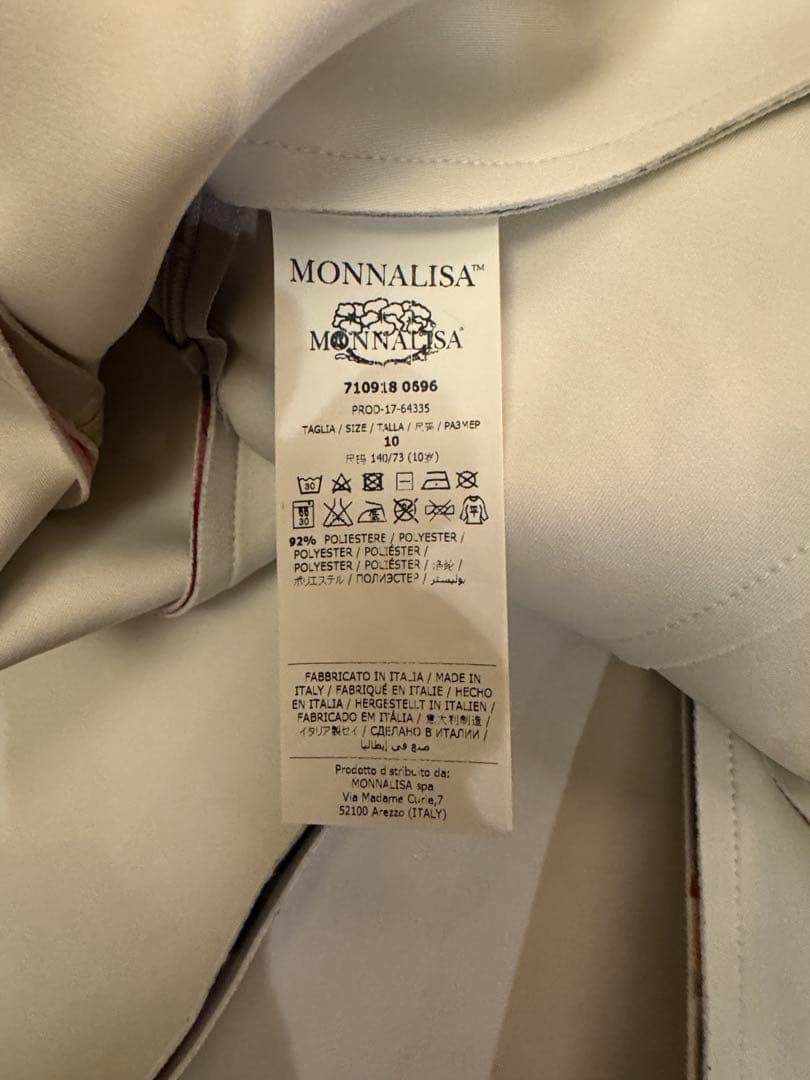 MONNALISA™
MONNALISA®
710918 0696
PROD-17-64335
TAGLIA / SIZE / TALLA / 尺码 / РАЗМЕР
10
尺码 140/73 (10岁)
30
30
92% POLIESTERE / POLYESTER /
POLYESTER / POLIÉSTER /
POLYESTER / POLIÉSTER / 涤纶 /
ポリエステル / ПОЛИЭСТЕР / بوليستر
FABBRICATO IN ITALIA / MADE IN
ITALY / FABRIQUÉ EN ITALIE / HECHO
EN ITALIA / HERGESTELLT IN ITALIEN /
FABRICADO EM ITÁLIA / 意大利制造 /
イタリア製セイ / СДЕЛАНО В ИТАЛИИ /
صنع في إيطاليا
Prodotto distribuito da:
MONNALISA spa
Via Madame Curie,7
52100 Arezzo (ITALY)